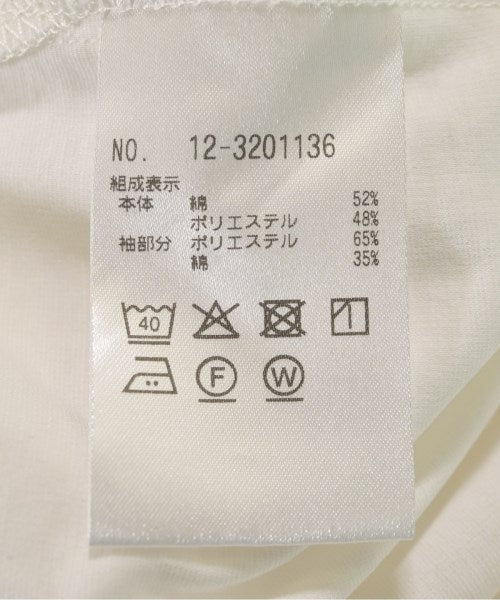 NO. 12-3201136
組成表示
本体 綿 52%
ポリエステル 48%
袖部分 ポリエステル 65%
綿 35%
40
F W